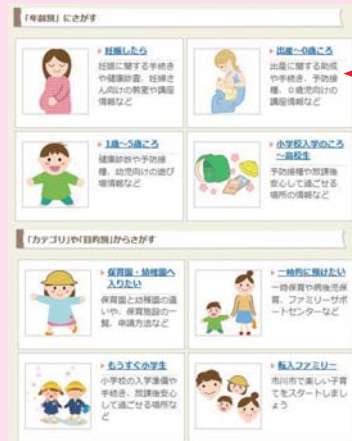 「年齢別」にさがす
妊娠したら
妊娠に関する手続き
や健康診査、妊婦さ
ん向けの教室や講座
情報など
出産~0歳ころ
出産に関する助成
や手続き、予防接
種、0歳児向けの
講座情報など
1歳~5歳ころ
健康診断や予防接
種、幼児向けの遊び
場情報など
小学校入学のころ
~高校生
予防接種や放課後
安心して過ごせる
場所の情報など
「カテゴリ」や「目的別」からさがす
保育園・幼稚園へ
入りたい
保育園と幼稚園の違
いや、保育施設の一
覧、申請方法など
一時的に預けたい
一時保育や病後児保
育、ファミリーサポ
ートセンターなど
もうすぐ小学生
小学校の入学準備や
手続き、放課後安心
して過ごせる場所な
ど
転入ファミリー
市川市で楽しい子育
てをスタートしまし
ょう